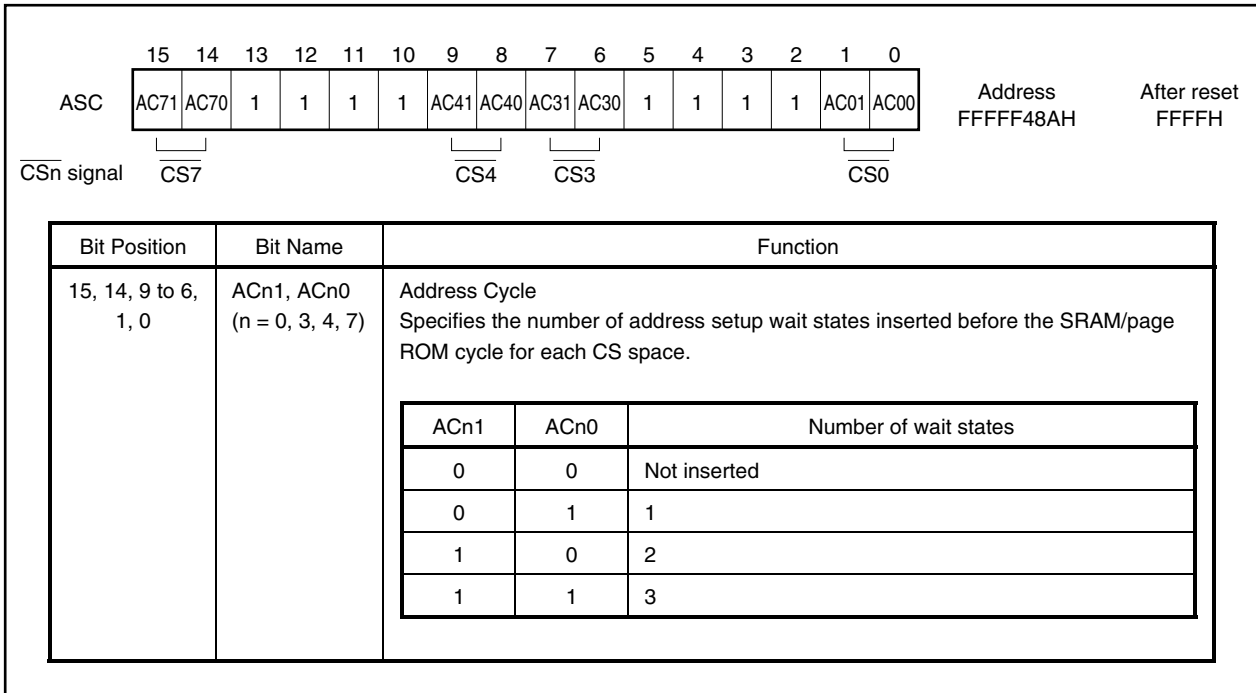 15 14 13 12 11 10 9 8 7 6 5 4 3 2 1 0
ASC AC71 AC70 1 1 1 1 AC41 AC40 AC31 AC30 1 1 1 1 AC01 AC00 Address After reset
FFFFF48AH FFFFH
CSn signal CS7 CS4 CS3 CS0
Bit Position Bit Name Function
15, 14, 9 to 6, ACn1, ACn0 Address Cycle
1, 0 (n = 0, 3, 4, 7) Specifies the number of address setup wait states inserted before the SRAM/page
ROM cycle for each CS space.
ACn1 ACn0 Number of wait states
0 0 Not inserted
0 1 1
1 0 2
1 1 3